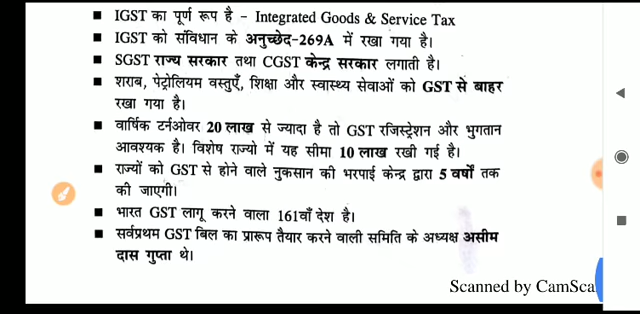 ■ IGST का पूर्ण रूप है – Integrated Goods & Service Tax
■ IGST को संविधान के अनुच्छेद-269A में रखा गया है।
■ SGST राज्य सरकार तथा CGST केन्द्र सरकार लगाती है।
■ शराब, पेट्रोलियम वस्तुएँ, शिक्षा और स्वास्थ्य सेवाओं को GST से बाहर
रखा गया है।
■ वार्षिक टर्नओवर 20 लाख से ज्यादा है तो GST रजिस्ट्रेशन और भुगतान
आवश्यक है। विशेष राज्यो में यह सीमा 10 लाख रखी गई है।
■ राज्यों को GST से होने वाले नुकसान की भरपाई केन्द्र द्वारा 5 वर्षों तक
की जाएगी।
■ भारत GST लागू करने वाला 161वाँ देश है।
■ सर्वप्रथम GST बिल का प्रारूप तैयार करने वाली समिति के अध्यक्ष असीम
दास गुप्ता थे।
Scanned by CamSca